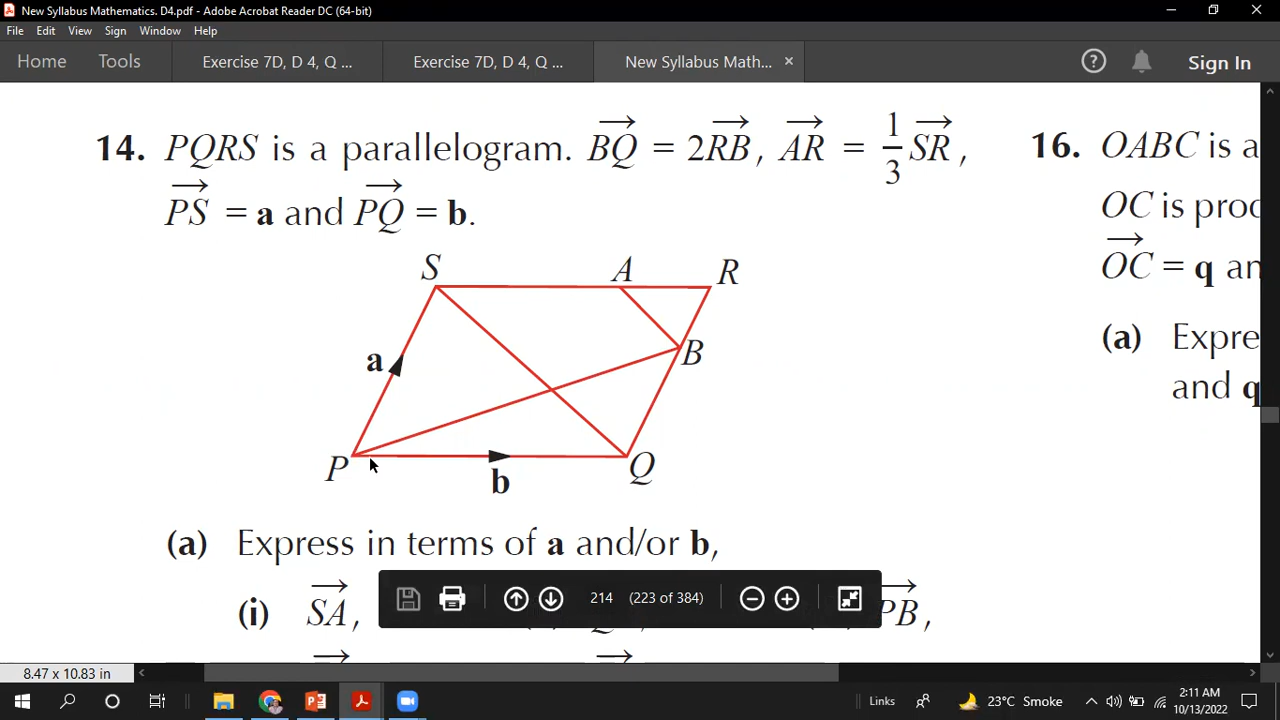 New Syllabus Mathematics. D4.pdf - Adobe Acrobat Reader DC (64-bit)
File Edit View Sign Window Help
Home Tools Exercise 7D, D 4, Q ... Exercise 7D, D 4, Q ... New Syllabus Math... × ? Sign In
14. PQRS is a parallelogram. BQ = 2RB, AR = 1/3 SR,
PS = a and PQ = b.
S A R
a B
P b Q
(a) Express in terms of a and/or b,
(i) SA, PB,
16. OABC is a
OC is proc
OC = q an
(a) Expre
and q
214 (223 of 384)
8.47 x 10.83 in
Links 23°C Smoke 2:11 AM
10/13/2022